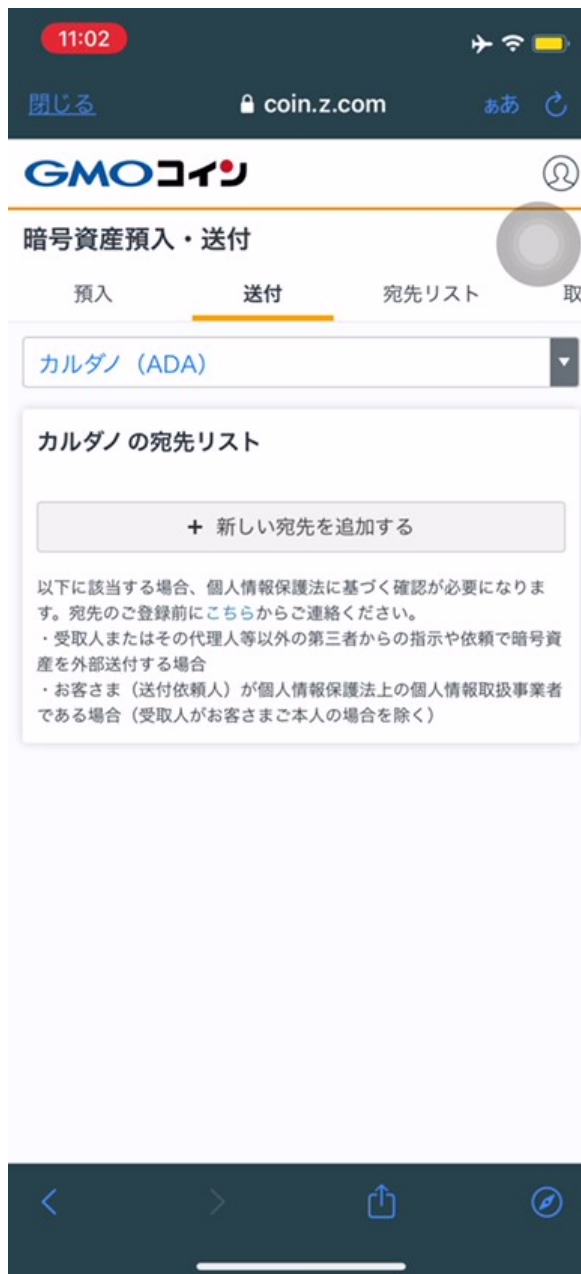 11:02
閉じる
coin.z.com
ぁあ
GMOコイン
暗号資産預入・送付
預入
送付
宛先リスト
取
カルダノ（ADA）
カルダノ の宛先リスト
+ 新しい宛先を追加する
以下に該当する場合、個人情報保護法に基づく確認が必要になりま
す。宛先のご登録前にこちらからご連絡ください。
・受取人またはその代理人等以外の第三者からの指示や依頼で暗号資
産を外部送付する場合
・お客さま（送付依頼人）が個人情報保護法上の個人情報取扱事業者
である場合（受取人がお客さまご本人の場合を除く）